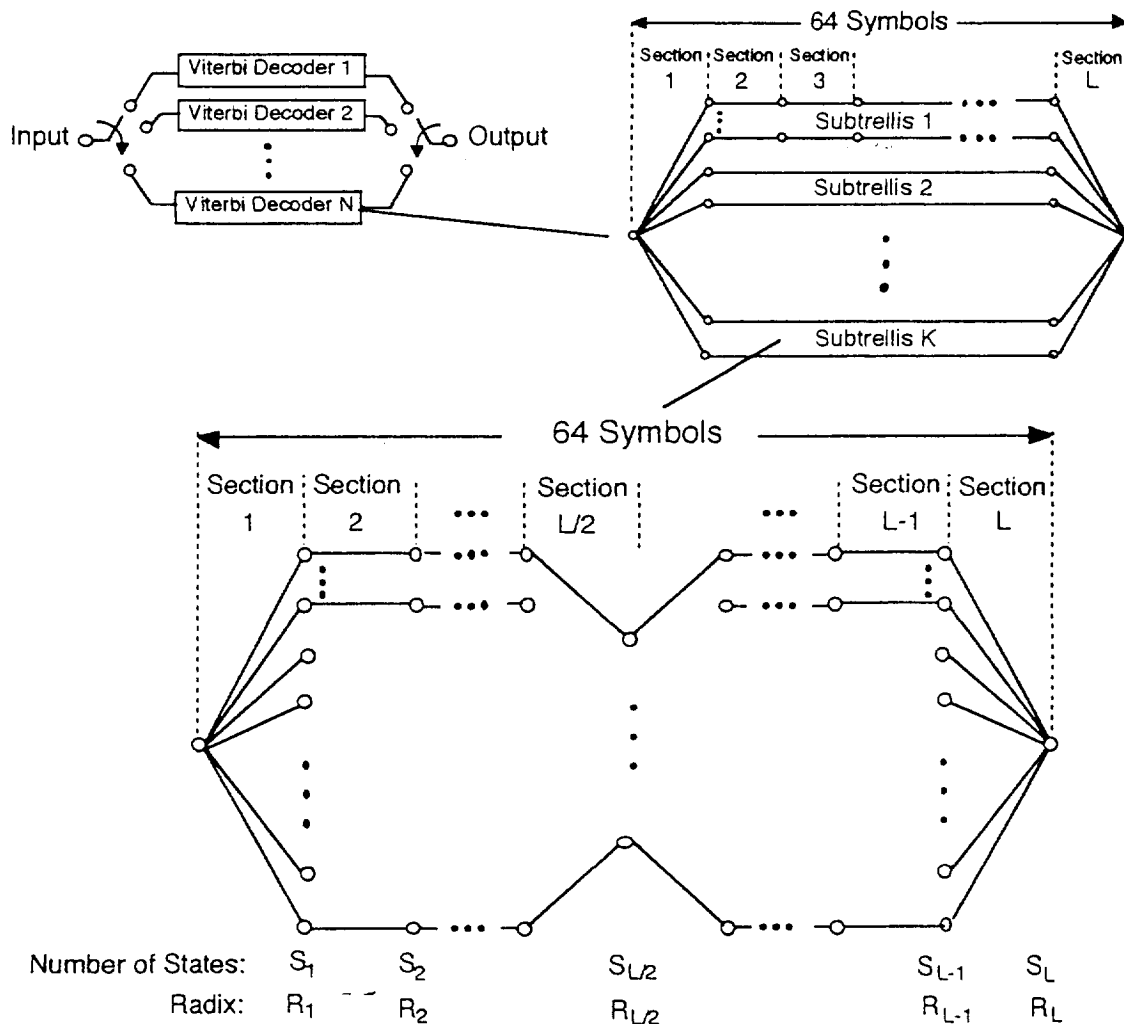 Viterbi Decoder 1
Viterbi Decoder 2
Input
Output
Viterbi Decoder N
64 Symbols
Section 1
Section 2
Section 3
Section L
Subtrellis 1
Subtrellis 2
Subtrellis K
64 Symbols
Section 1
Section 2
Section L/2
Section L-1
Section L
Number of States: S1 S2 SL/2 SL-1 SL
Radix: R1 R2 RL/2 RL-1 RL